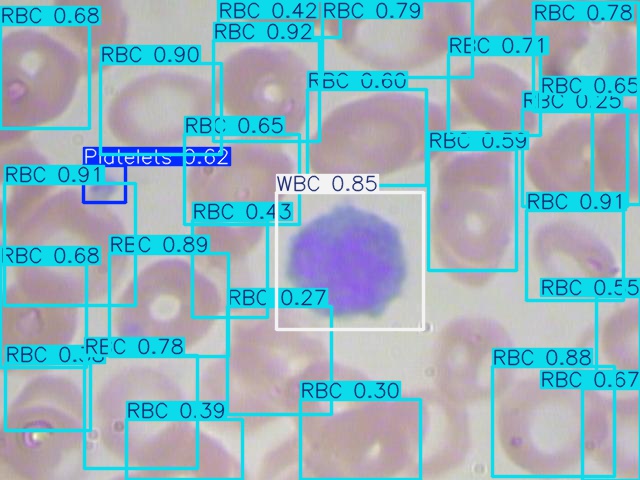 RBC 0.42
RBC 0.79
RBC 0.78
RBC 0.68
RBC 0.92
RBC 0.71
RBC 0.90
RBC 0.60
RBC 0.65
RBC 0.25
RBC 0.65
RBC 0.59
Platelets 0.62
RBC 0.91
WBC 0.85
RBC 0.91
RBC 0.43
RBC 0.89
RBC 0.68
RBC 0.55
RBC 0.27
RBC 0.78
RBC
RBC 0.88
RBC 0.67
RBC 0.30
RBC 0.39